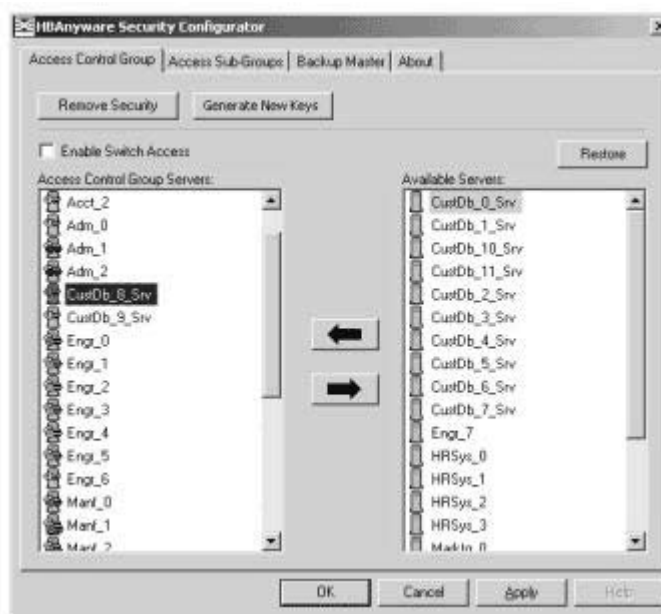 HBAnyware Security Configurator
Access Control Group
Access Sub-Groups
Backup Master
About
Remove Security
Generate New Keys
Enable Switch Access
Restore
Access Control Group Servers:
Acct_2
Adm_0
Adm_1
Adm_2
CustDb_8_Srv
CustDb_9_Srv
Engr_0
Engr_1
Engr_2
Engr_3
Engr_4
Engr_5
Engr_6
Manf_0
Manf_1
Manf_2
Available Servers:
CustDb_0_Srv
CustDb_1_Srv
CustDb_10_Srv
CustDb_11_Srv
CustDb_2_Srv
CustDb_3_Srv
CustDb_4_Srv
CustDb_5_Srv
CustDb_6_Srv
CustDb_7_Srv
Engr_7
HRSys_0
HRSys_1
HRSys_2
HRSys_3
Marktg_0
OK
Cancel
Apply
Help